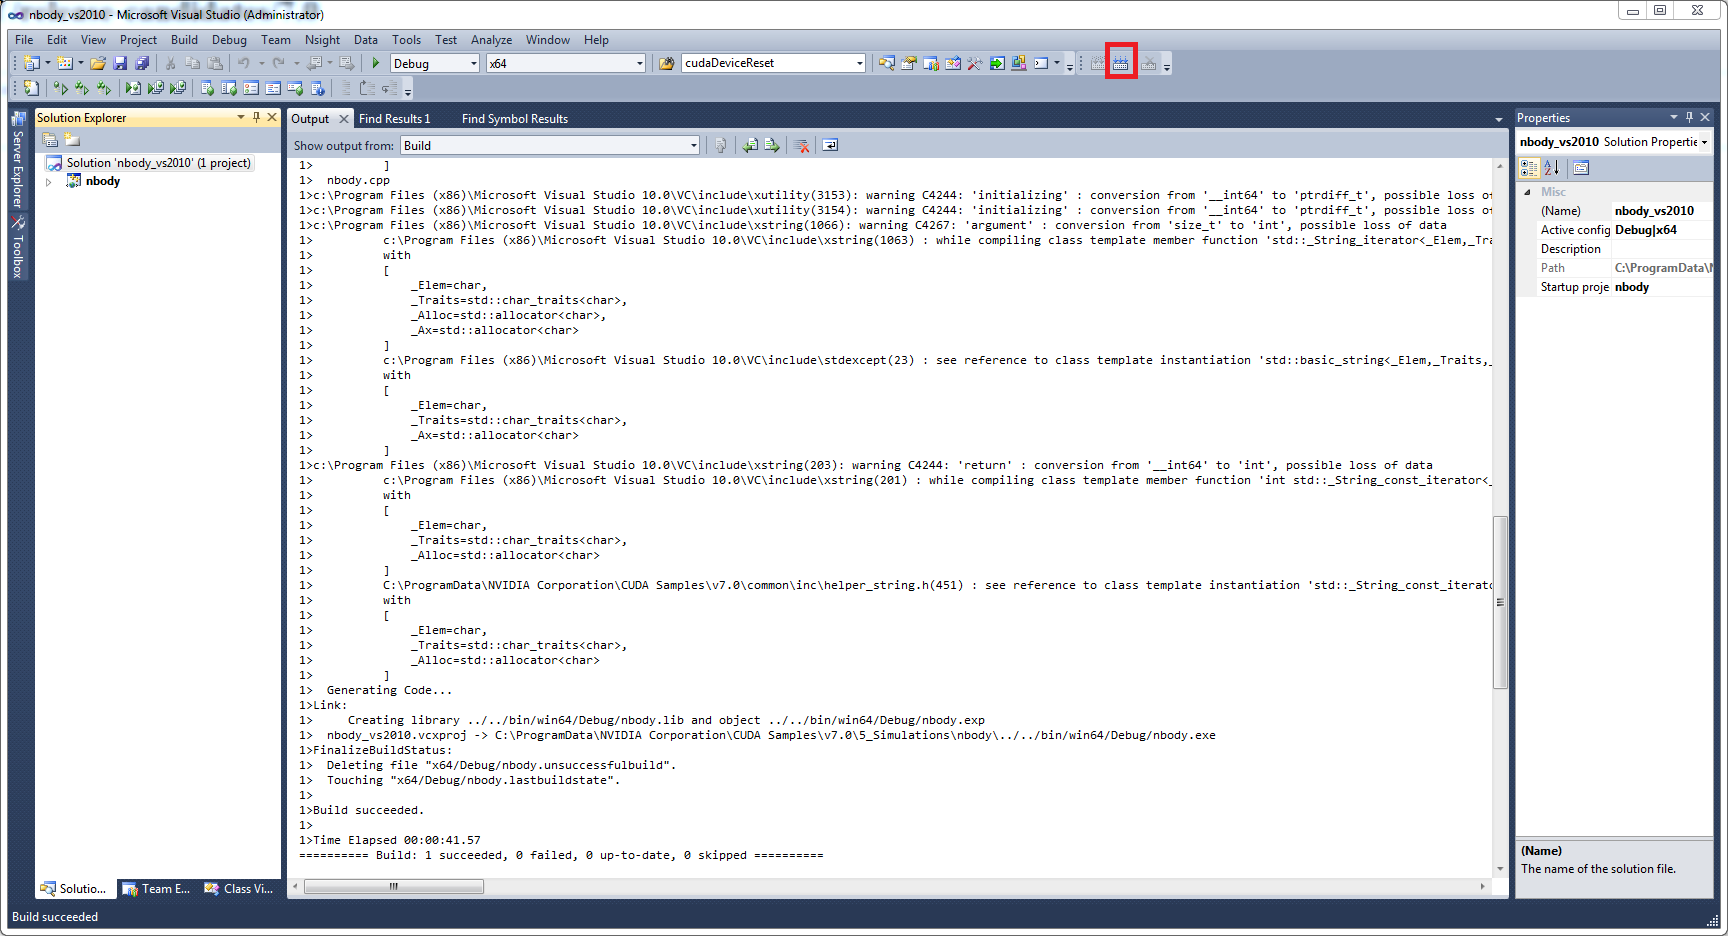 nbody_vs2010 - Microsoft Visual Studio (Administrator)
File Edit View Project Build Debug Team Nsight Data Tools Test Analyze Window Help
Debug x64 cudaDeviceReset
Server Explorer
Toolbox
Solution Explorer
Solution 'nbody_vs2010' (1 project)
nbody
Solutio... Team E... Class Vi...
Output Find Results 1 Find Symbol Results
Show output from: Build
1>          ]
1>  nbody.cpp
1>c:\Program Files (x86)\Microsoft Visual Studio 10.0\VC\include\xutility(3153): warning C4244: 'initializing' : conversion from '__int64' to 'ptrdiff_t', possible loss of
1>c:\Program Files (x86)\Microsoft Visual Studio 10.0\VC\include\xutility(3154): warning C4244: 'initializing' : conversion from '__int64' to 'ptrdiff_t', possible loss of
1>c:\Program Files (x86)\Microsoft Visual Studio 10.0\VC\include\xstring(1066): warning C4267: 'argument' : conversion from 'size_t' to 'int', possible loss of data
1>          c:\Program Files (x86)\Microsoft Visual Studio 10.0\VC\include\xstring(1063) : while compiling class template member function 'std::_String_iterator<_Elem,_Tra
1>          with
1>          [
1>              _Elem=char,
1>              _Traits=std::char_traits<char>,
1>              _Alloc=std::allocator<char>,
1>              _Ax=std::allocator<char>
1>          ]
1>          c:\Program Files (x86)\Microsoft Visual Studio 10.0\VC\include\stdexcept(23) : see reference to class template instantiation 'std::basic_string<_Elem,_Traits,_
1>          with
1>          [
1>              _Elem=char,
1>              _Traits=std::char_traits<char>,
1>              _Ax=std::allocator<char>
1>          ]
1>c:\Program Files (x86)\Microsoft Visual Studio 10.0\VC\include\xstring(203): warning C4244: 'return' : conversion from '__int64' to 'int', possible loss of data
1>          c:\Program Files (x86)\Microsoft Visual Studio 10.0\VC\include\xstring(201) : while compiling class template member function 'int std::_String_const_iterator<_
1>          with
1>          [
1>              _Elem=char,
1>              _Traits=std::char_traits<char>,
1>              _Alloc=std::allocator<char>
1>          ]
1>          C:\ProgramData\NVIDIA Corporation\CUDA Samples\v7.0\common\inc\helper_string.h(451) : see reference to class template instantiation 'std::_String_const_iterato
1>          with
1>          [
1>              _Elem=char,
1>              _Traits=std::char_traits<char>,
1>              _Alloc=std::allocator<char>
1>          ]
1>  Generating Code...
1>Link:
1>     Creating library ../../bin/win64/Debug/nbody.lib and object ../../bin/win64/Debug/nbody.exp
1>  nbody_vs2010.vcxproj -> C:\ProgramData\NVIDIA Corporation\CUDA Samples\v7.0\5_Simulations\nbody\../../bin/win64/Debug/nbody.exe
1>FinalizeBuildStatus:
1>  Deleting file "x64/Debug/nbody.unsuccessfulbuild".
1>  Touching "x64/Debug/nbody.lastbuildstate".
1>
1>Build succeeded.
1>
1>Time Elapsed 00:00:41.57
========== Build: 1 succeeded, 0 failed, 0 up-to-date, 0 skipped ==========
Properties
nbody_vs2010 Solution Propertie
Misc
(Name) nbody_vs2010
Active config Debug|x64
Description
Path C:\ProgramData\N
Startup proje nbody
(Name)
The name of the solution file.
Build succeeded